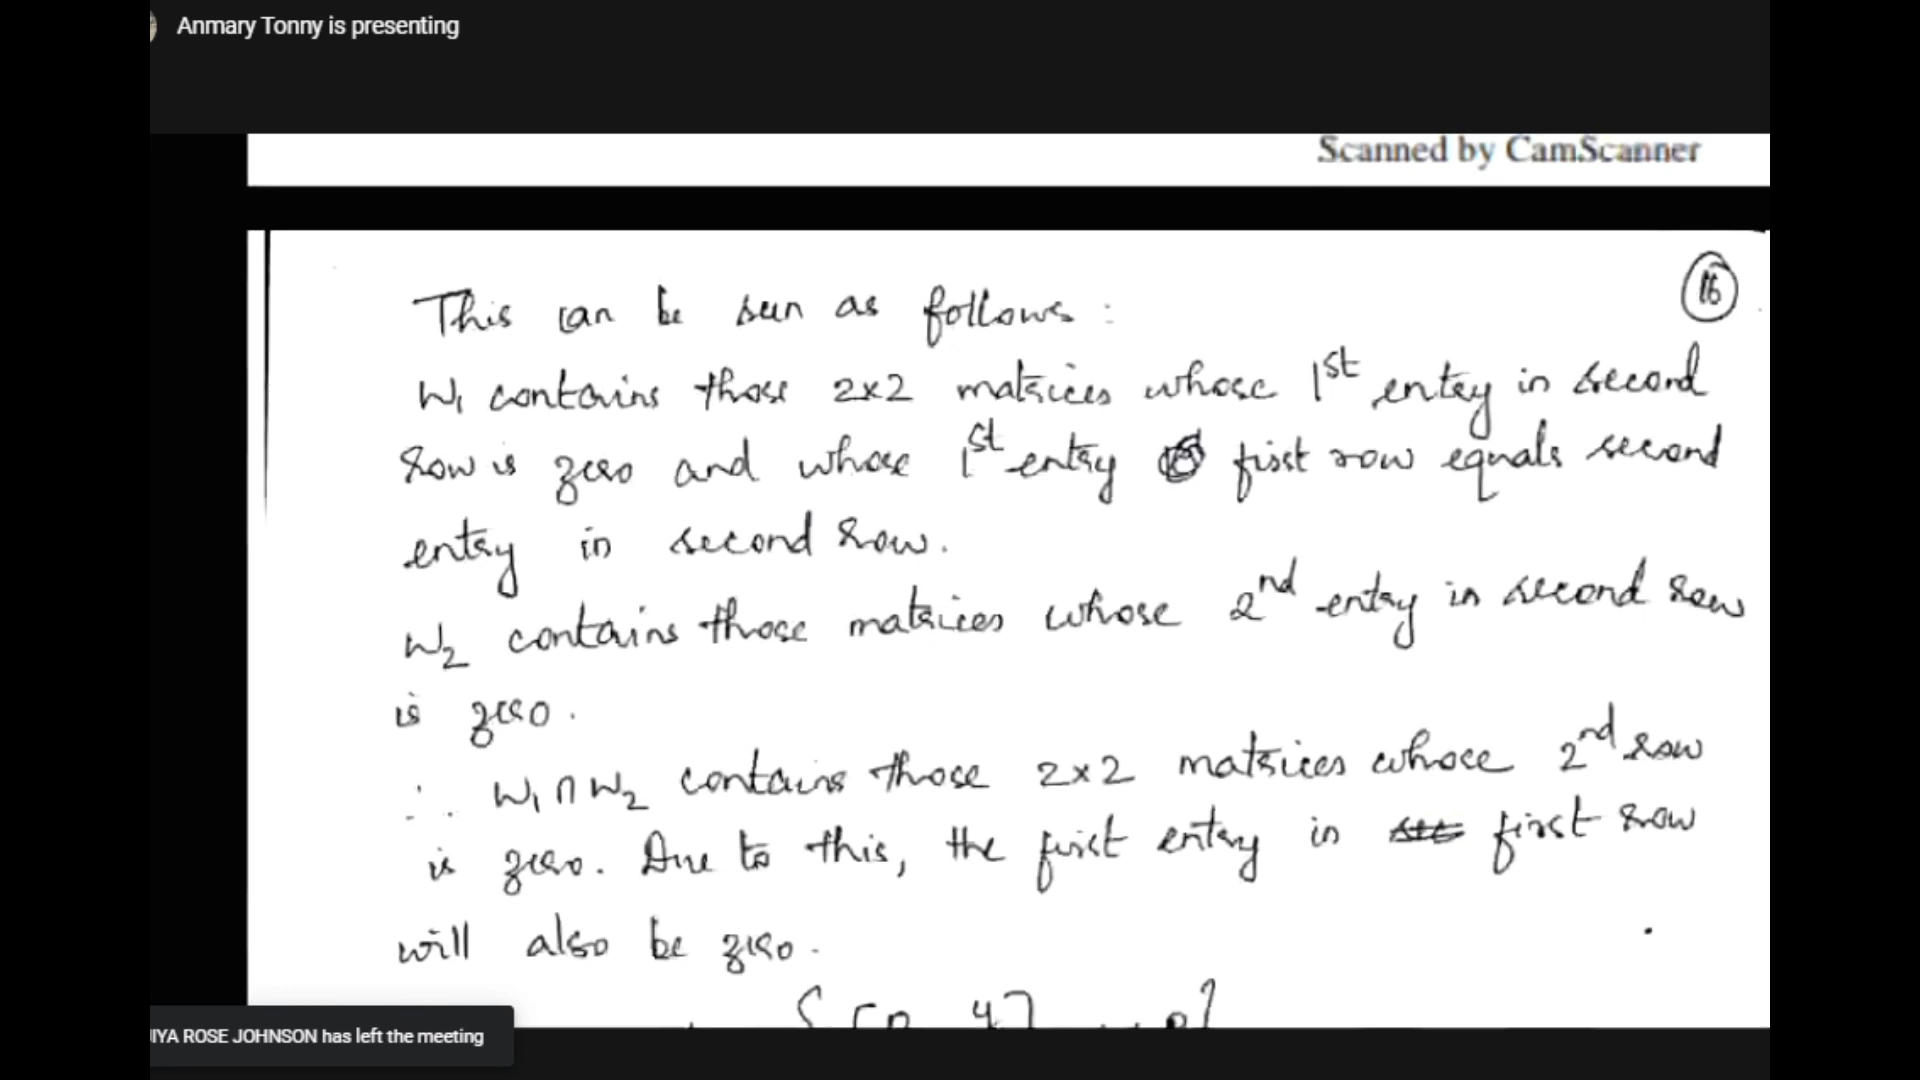 Anmary Tonny is presenting
Scanned by CamScanner
16
This can be seen as follows:
W1 contains those 2x2 matrices whose 1st entry in second
row is zero and whose 1st entry first row equals second
entry in second row.
W2 contains those matrices whose 2nd entry in second row
is zero.
∴ W1 ∩ W2 contains those 2x2 matrices whose 2nd row
is zero. Due to this, the first entry in first row
will also be zero.
IYA ROSE JOHNSON has left the meeting